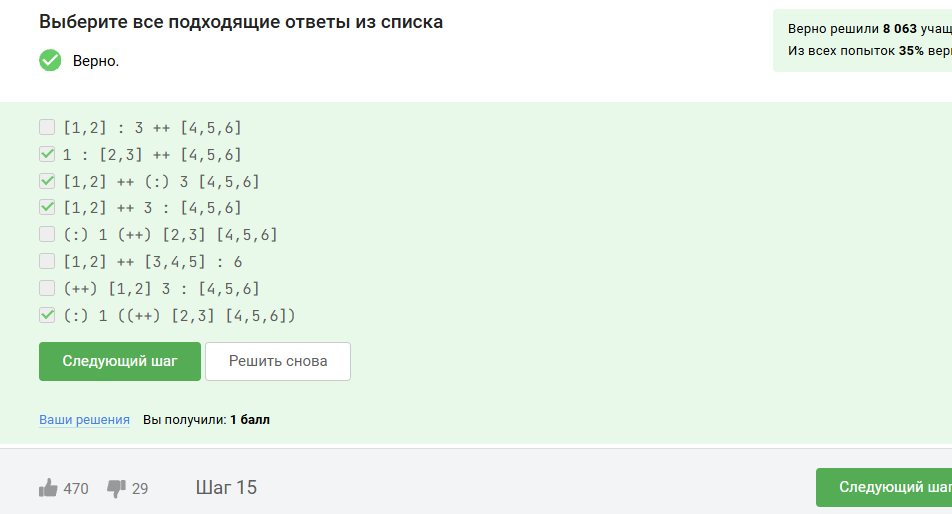 Выберите все подходящие ответы из списка
Верно.
Верно решили 8 063 учащ
Из всех попыток 35% верн
[1,2] : 3 ++ [4,5,6]
1 : [2,3] ++ [4,5,6]
[1,2] ++ (:) 3 [4,5,6]
[1,2] ++ 3 : [4,5,6]
(:) 1 (++) [2,3] [4,5,6]
[1,2] ++ [3,4,5] : 6
(++) [1,2] 3 : [4,5,6]
(:) 1 ((++) [2,3] [4,5,6])
Следующий шаг Решить снова
Ваши решения Вы получили: 1 балл
470 29 Шаг 15 Следующий шаг